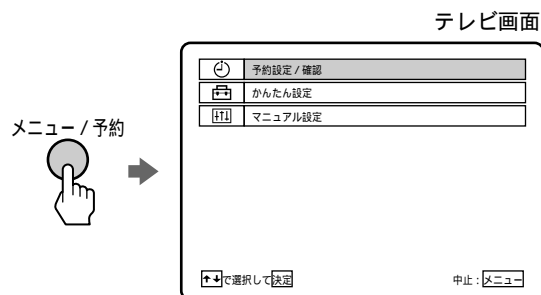 テレビ画面
予約設定 / 確認
かんたん設定
マニュアル設定
メニュー / 予約
↑↓で選択して決定
中止：メニュー